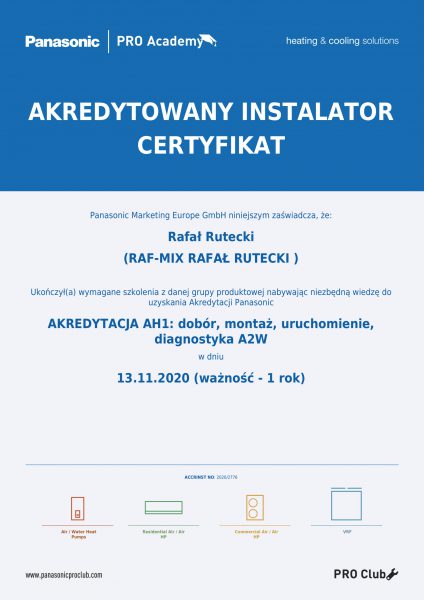 Panasonic PRO Academy heating & cooling solutions
AKREDYTOWANY INSTALATOR
CERTYFIKAT
Panasonic Marketing Europe GmbH niniejszym zaświadcza, że:
Rafał Rutecki
(RAF-MIX RAFAŁ RUTECKI )
Ukończył(a) wymagane szkolenia z danej grupy produktowej nabywając niezbędną wiedzę do
uzyskania Akredytacji Panasonic
AKREDYTACJA AH1: dobór, montaż, uruchomienie,
diagnostyka A2W
w dniu
13.11.2020 (ważność - 1 rok)
ACCRINST NO: 2020/2776
Air / Water Heat
Pumps
Residential Air / Air
HP
Commercial Air / Air
HP
VRF
www.panasonicproclub.com PRO Club